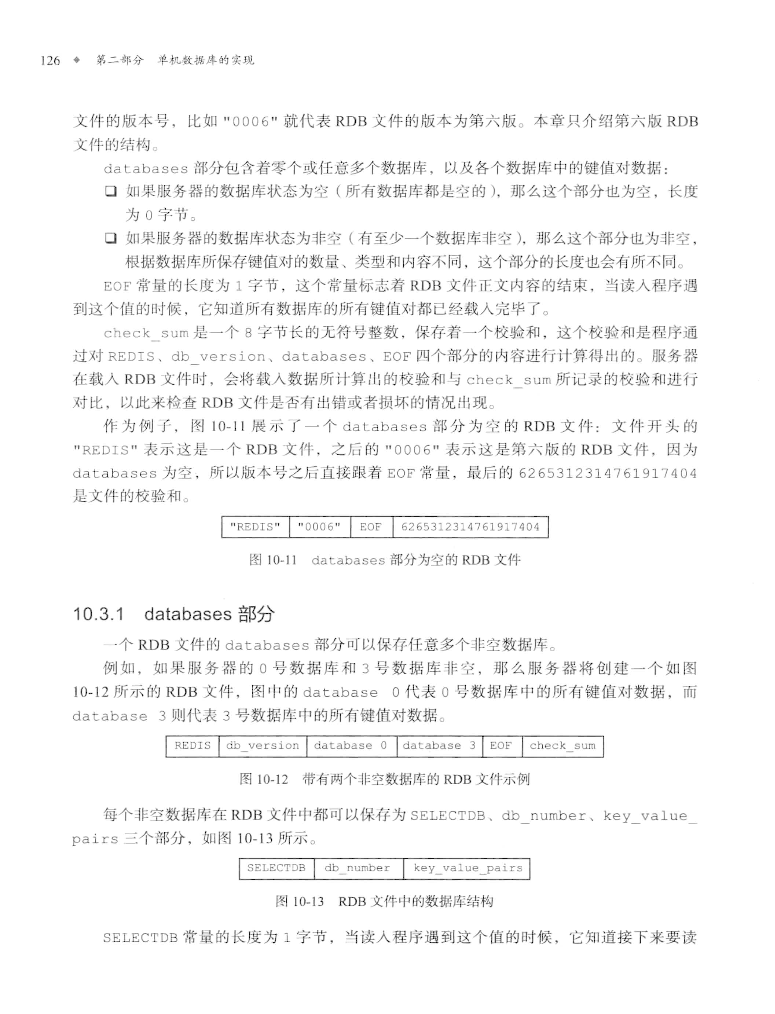 126 ◆ 第二部分 单机数据库的实现
文件的版本号，比如 "0006" 就代表 RDB 文件的版本为第六版。本章只介绍第六版 RDB
文件的结构。
databases 部分包含着零个或任意多个数据库，以及各个数据库中的键值对数据：
❑ 如果服务器的数据库状态为空（所有数据库都是空的），那么这个部分也为空，长度
为 0 字节。
❑ 如果服务器的数据库状态为非空（有至少一个数据库非空），那么这个部分也为非空，
根据数据库所保存键值对的数量、类型和内容不同，这个部分的长度也会有所不同。
EOF 常量的长度为 1 字节，这个常量标志着 RDB 文件正文内容的结束，当读入程序遇
到这个值的时候，它知道所有数据库的所有键值对都已经载入完毕了。
check_sum 是一个 8 字节长的无符号整数，保存着一个校验和，这个校验和是程序通
过对 REDIS、db_version、databases、EOF 四个部分的内容进行计算得出的。服务器
在载入 RDB 文件时，会将载入数据所计算出的校验和与 check_sum 所记录的校验和进行
对比，以此来检查 RDB 文件是否有出错或者损坏的情况出现。
作为例子，图 10-11 展示了一个 databases 部分为空的 RDB 文件：文件开头的
"REDIS" 表示这是一个 RDB 文件，之后的 "0006" 表示这是第六版的 RDB 文件，因为
databases 为空，所以版本号之后直接跟着 EOF 常量，最后的 6265312314761917404
是文件的校验和。
"REDIS" "0006" EOF 6265312314761917404
图 10-11 databases 部分为空的 RDB 文件
10.3.1 databases 部分
一个 RDB 文件的 databases 部分可以保存任意多个非空数据库。
例如，如果服务器的 0 号数据库和 3 号数据库非空，那么服务器将创建一个如图
10-12 所示的 RDB 文件，图中的 database 0 代表 0 号数据库中的所有键值对数据，而
database 3 则代表 3 号数据库中的所有键值对数据。
REDIS db_version database 0 database 3 EOF check_sum
图 10-12 带有两个非空数据库的 RDB 文件示例
每个非空数据库在 RDB 文件中都可以保存为 SELECTDB、db_number、key_value_
pairs 三个部分，如图 10-13 所示。
SELECTDB db_number key_value_pairs
图 10-13 RDB 文件中的数据库结构
SELECTDB 常量的长度为 1 字节，当读入程序遇到这个值的时候，它知道接下来要读